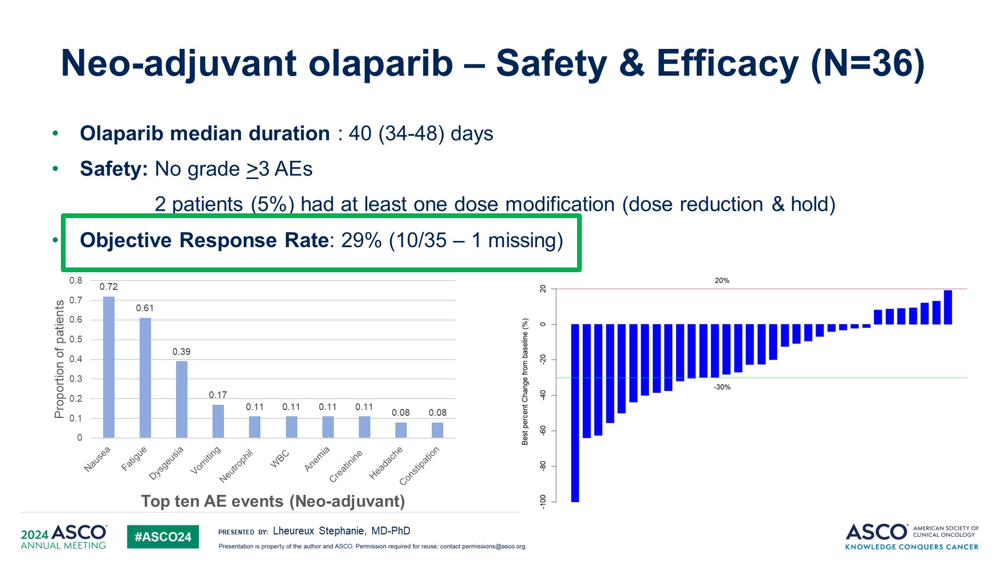 Neo-adjuvant olaparib – Safety & Efficacy (N=36)
• Olaparib median duration : 40 (34-48) days
• Safety: No grade >3 AEs
2 patients (5%) had at least one dose modification (dose reduction & hold)
• Objective Response Rate: 29% (10/35 – 1 missing)
Proportion of patients
0.8
0.7
0.6
0.5
0.4
0.3
0.2
0.1
0
0.72
0.61
0.39
0.17
0.11
0.11
0.11
0.11
0.08
0.08
Nausea
Fatigue
Dysgeusia
Vomiting
Neutrophil
WBC
Anemia
Creatinine
Headache
Constipation
Top ten AE events (Neo-adjuvant)
Best percent Change from baseline (%)
20
0
-20
-40
-60
-80
-100
20%
-30%
2024 ASCO
ANNUAL MEETING
#ASCO24
PRESENTED BY: Lheureux Stephanie, MD-PhD
Presentation is property of the author and ASCO. Permission required for reuse; contact permissions@asco.org.
ASCO AMERICAN SOCIETY OF
CLINICAL ONCOLOGY
KNOWLEDGE CONQUERS CANCER